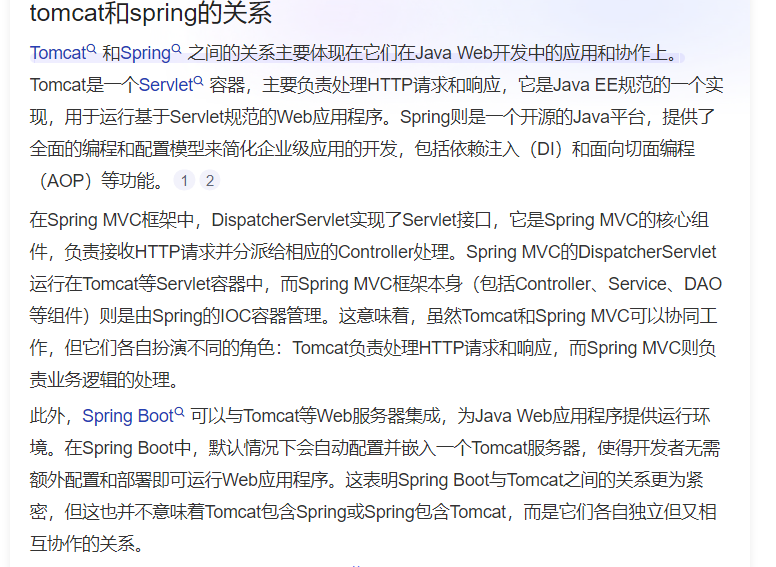 tomcat和spring的关系
Tomcat 和Spring 之间的关系主要体现在它们在Java Web开发中的应用和协作上。
Tomcat是一个Servlet 容器，主要负责处理HTTP请求和响应，它是Java EE规范的一个实
现，用于运行基于Servlet规范的Web应用程序。Spring则是一个开源的Java平台，提供了
全面的编程和配置模型来简化企业级应用的开发，包括依赖注入（DI）和面向切面编程
（AOP）等功能。 1 2
在Spring MVC框架中，DispatcherServlet实现了Servlet接口，它是Spring MVC的核心组
件，负责接收HTTP请求并分派给相应的Controller处理。Spring MVC的DispatcherServlet
运行在Tomcat等Servlet容器中，而Spring MVC框架本身（包括Controller、Service、DAO
等组件）则是由Spring的IOC容器管理。这意味着，虽然Tomcat和Spring MVC可以协同工
作，但它们各自扮演不同的角色：Tomcat负责处理HTTP请求和响应，而Spring MVC则负
责业务逻辑的处理。
此外，Spring Boot 可以与Tomcat等Web服务器集成，为Java Web应用程序提供运行环
境。在Spring Boot中，默认情况下会自动配置并嵌入一个Tomcat服务器，使得开发者无需
额外配置和部署即可运行Web应用程序。这表明Spring Boot与Tomcat之间的关系更为紧
密，但这也并不意味着Tomcat包含Spring或Spring包含Tomcat，而是它们各自独立但又相
互协作的关系。